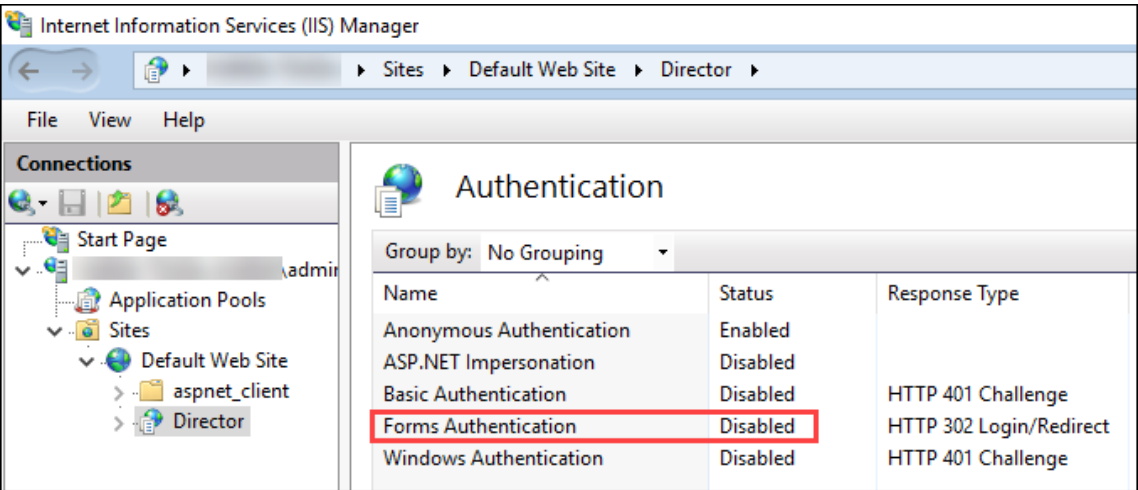 Internet Information Services (IIS) Manager
Sites Default Web Site Director
File View Help
Connections
Start Page
\admin
Application Pools
Sites
Default Web Site
aspnet_client
Director
Authentication
Group by: No Grouping
Name Status Response Type
Anonymous Authentication Enabled
ASP.NET Impersonation Disabled
Basic Authentication Disabled HTTP 401 Challenge
Forms Authentication Disabled HTTP 302 Login/Redirect
Windows Authentication Disabled HTTP 401 Challenge